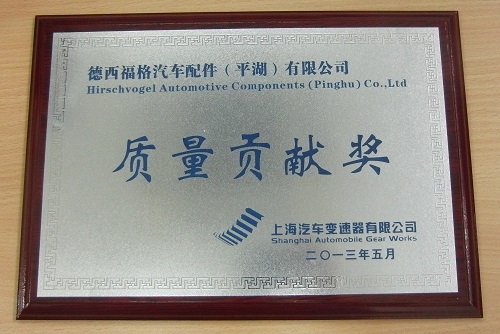 德西福格汽车配件（平湖）有限公司
Hirschvogel Automotive Components (Pinghu) Co.,Ltd
质量贡献奖
上海汽车变速器有限公司
Shanghai Automobile Gear Works
二〇一三年五月